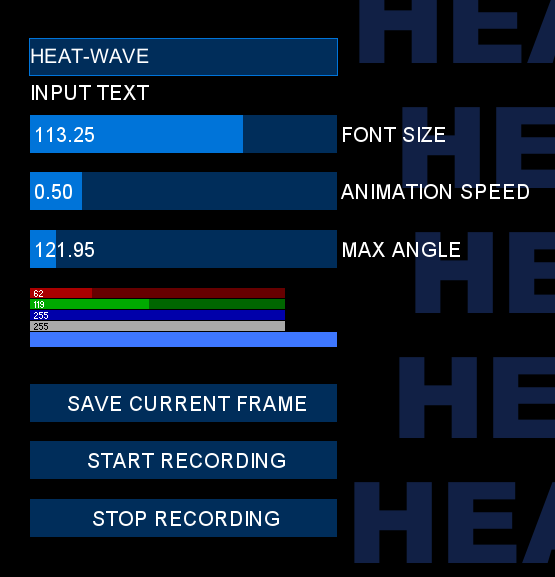 HEA
HEAT-WAVE
INPUT TEXT
113.25 FONT SIZE
HE
0.50 ANIMATION SPEED
121.95 MAX ANGLE
HE
62
119
255
255
HE
SAVE CURRENT FRAME
START RECORDING
STOP RECORDING
HEA